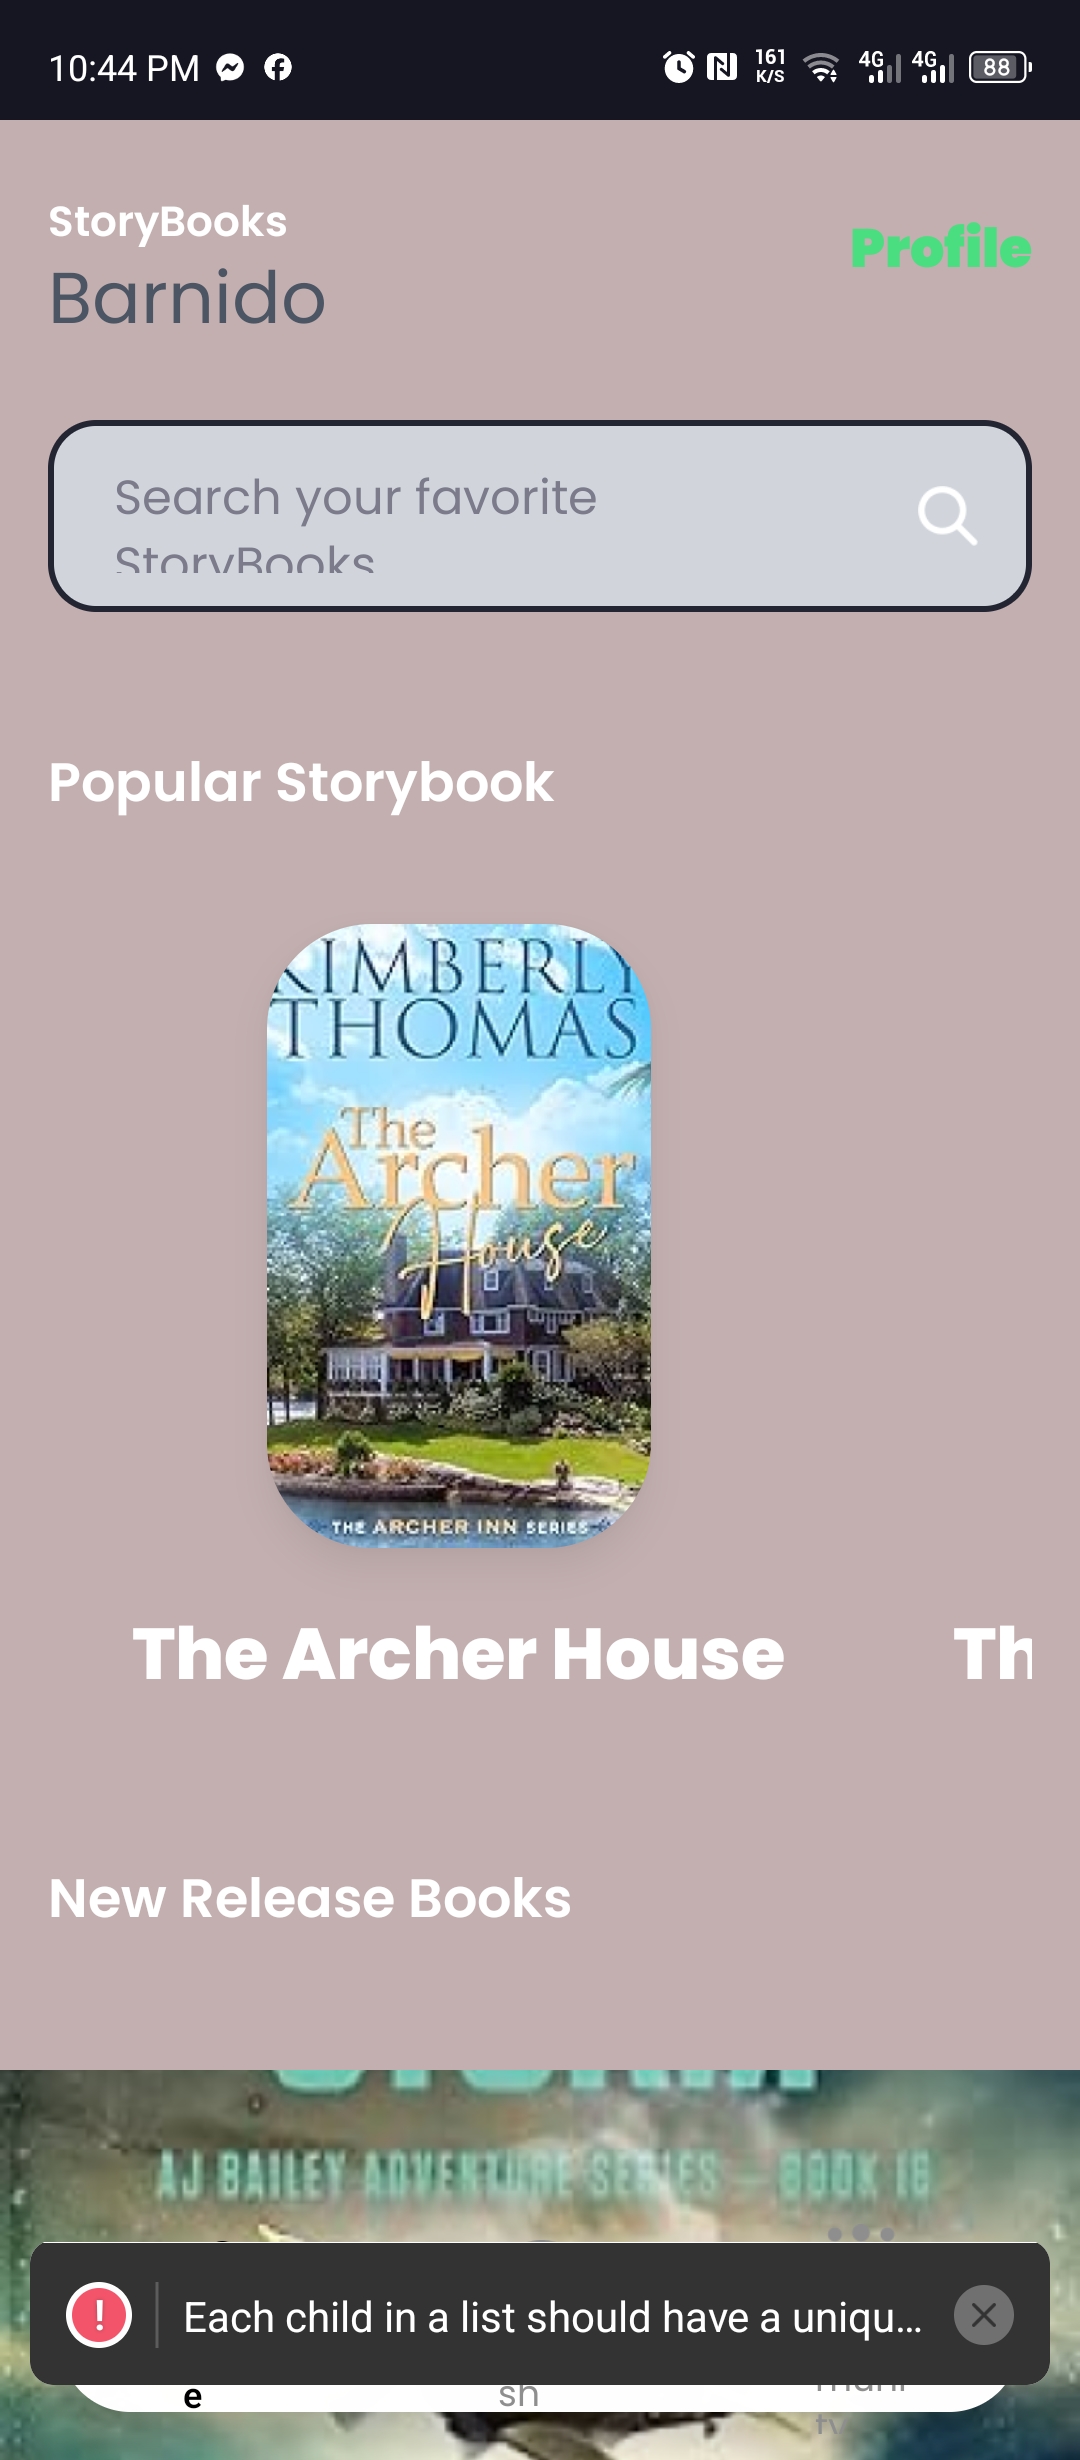 10:44 PM
161
K/S
4G
4G
88
StoryBooks
Barnido
Profile
Search your favorite
StoryBooks
Popular Storybook
KIMBERLY
THOMAS
The
Archer
House
THE ARCHER INN SERIES
The Archer House
Th
New Release Books
AJ BAILEY ADVENTURE SERIES – BOOK 16
Each child in a list should have a uniqu...
e
sh